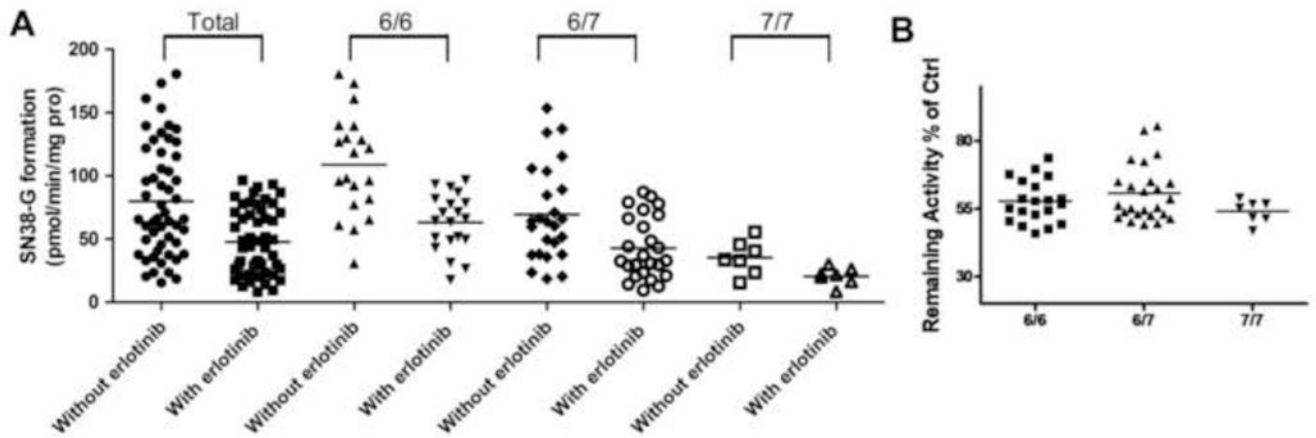 A
Total
6/6
6/7
7/7
SN38-G formation
(pmol/min/mg pro)
200
150
100
50
0
Without erlotinib
With erlotinib
Without erlotinib
With erlotinib
Without erlotinib
With erlotinib
Without erlotinib
With erlotinib
B
Remaining Activity % of Ctrl
80
55
30
6/6
6/7
7/7